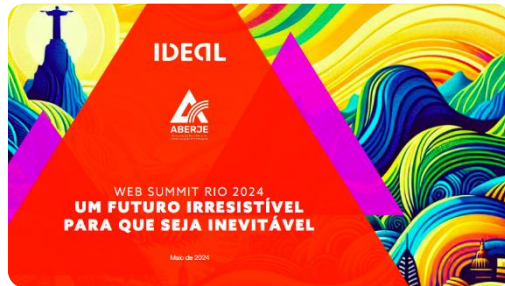 IDEAL
ABERJE
WEB SUMMIT RIO 2024
UM FUTURO IRRESISTÍVEL
PARA QUE SEJA INEVITÁVEL
Maio de 2024